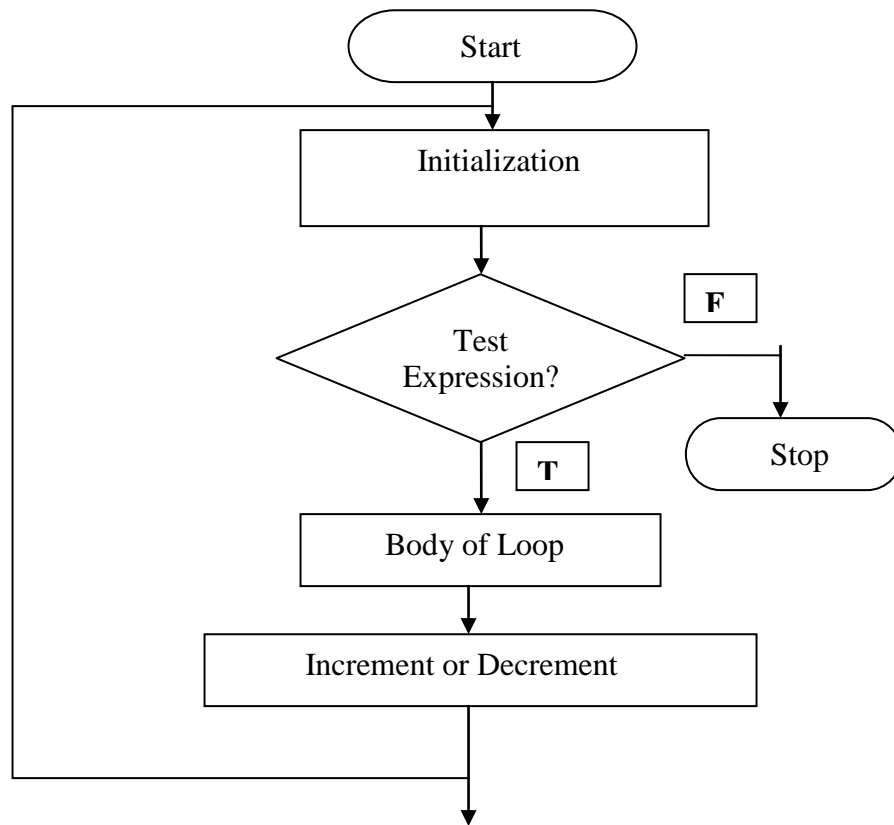 Start
Initialization
F
Test
Expression?
Stop
T
Body of Loop
Increment or Decrement